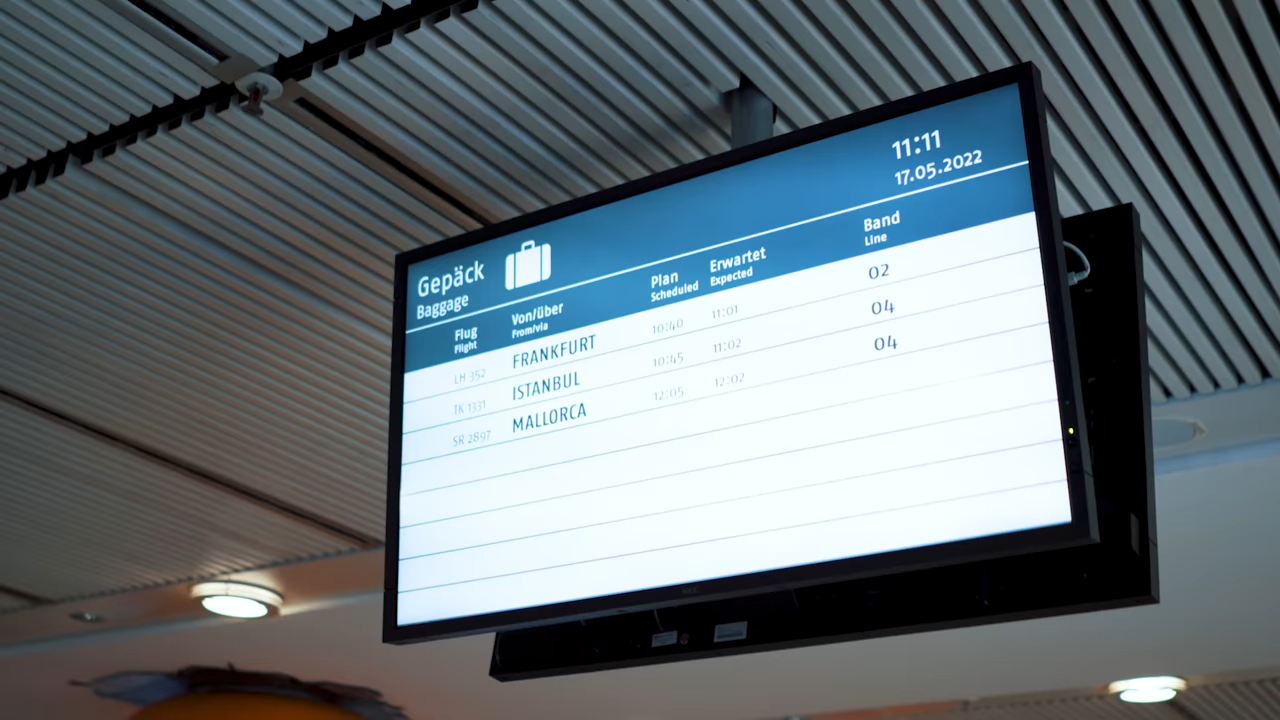 11:11
17.05.2022
Gepäck
Baggage
Flug Von/über Plan Erwartet Band
Flight From/via Scheduled Expected Line
LH 352 FRANKFURT 10:40 11:01 02
TK 1331 ISTANBUL 10:45 11:02 04
SR 2897 MALLORCA 12:05 12:02 04
NEC